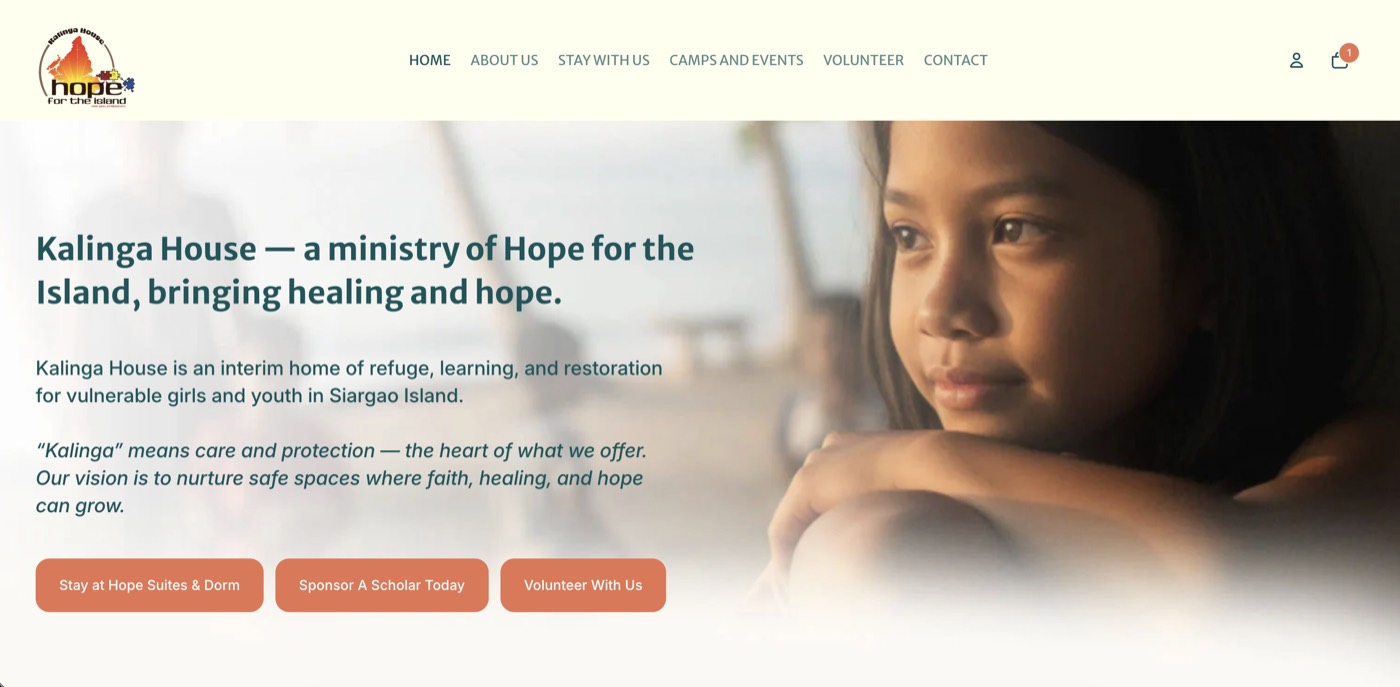 Kalinga House
hope
for the island
HOME
ABOUT US
STAY WITH US
CAMPS AND EVENTS
VOLUNTEER
CONTACT
1
Kalinga House — a ministry of Hope for the
Island, bringing healing and hope.
Kalinga House is an interim home of refuge, learning, and restoration
for vulnerable girls and youth in Siargao Island.
“Kalinga” means care and protection — the heart of what we offer.
Our vision is to nurture safe spaces where faith, healing, and hope
can grow.
Stay at Hope Suites & Dorm
Sponsor A Scholar Today
Volunteer With Us